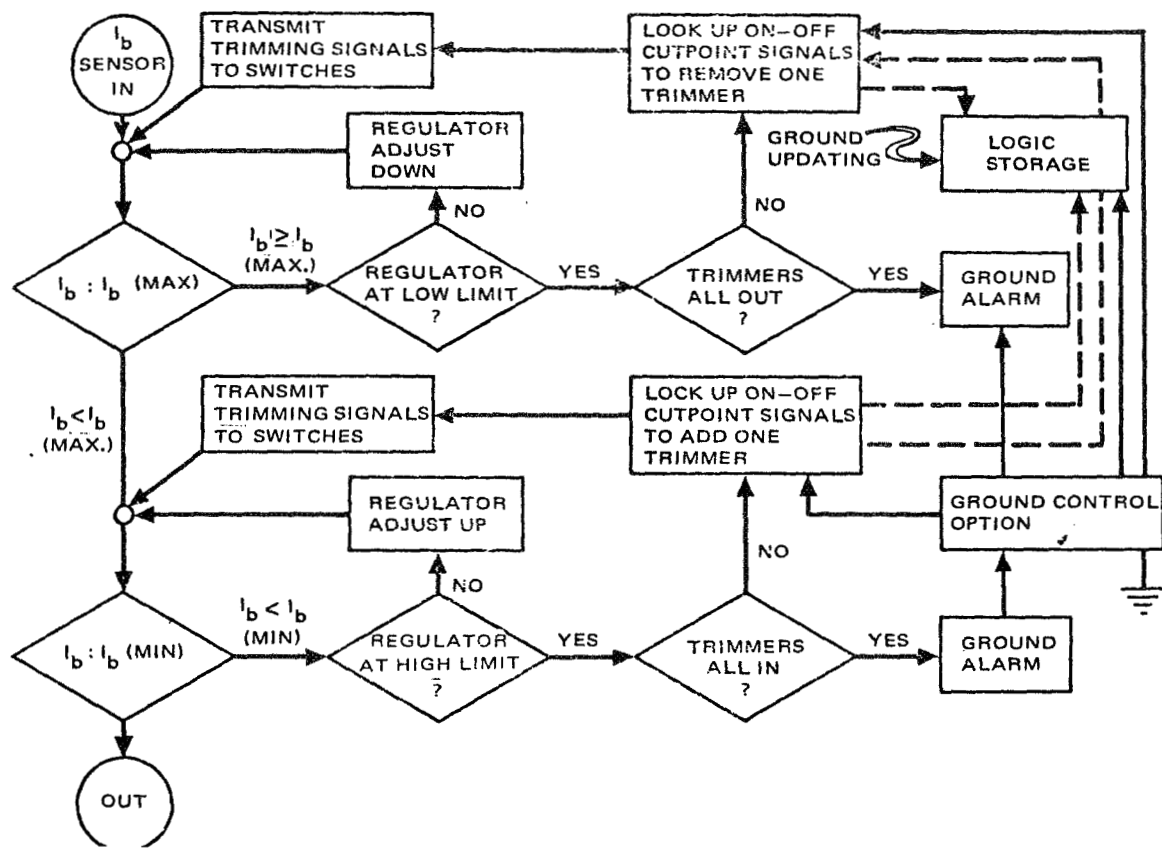 I_b
SENSOR
IN
TRANSMIT
TRIMMING SIGNALS
TO SWITCHES
LOOK UP ON-OFF
CUTPOINT SIGNALS
TO REMOVE ONE
TRIMMER
REGULATOR
ADJUST
DOWN
GROUND
UPDATING
LOGIC
STORAGE
NO
NO
I_b : I_b (MAX)
I_b ≥ I_b
(MAX.)
REGULATOR
AT LOW LIMIT
?
YES
TRIMMERS
ALL OUT
?
YES
GROUND
ALARM
I_b < I_b
(MAX.)
TRANSMIT
TRIMMING SIGNALS
TO SWITCHES
LOCK UP ON-OFF
CUTPOINT SIGNALS
TO ADD ONE
TRIMMER
REGULATOR
ADJUST UP
GROUND CONTROL
OPTION
NO
NO
I_b : I_b (MIN)
I_b < I_b
(MIN)
REGULATOR
AT HIGH LIMIT
?
YES
TRIMMERS
ALL IN
?
YES
GROUND
ALARM
OUT